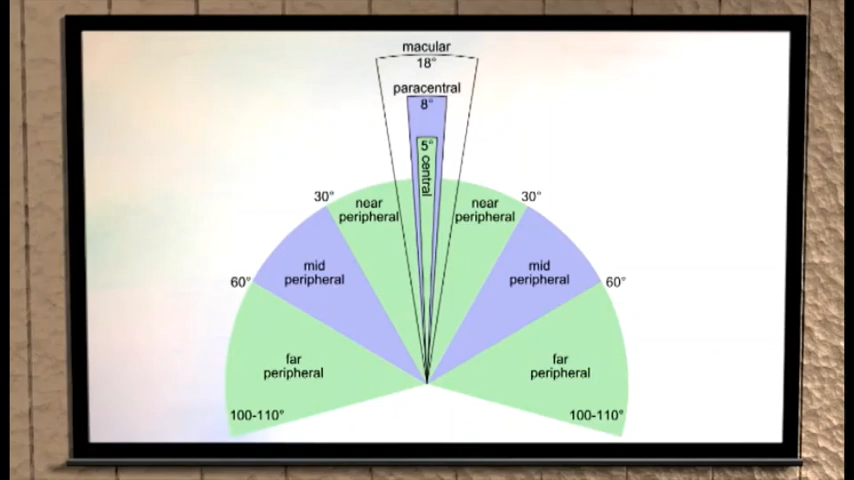 macular
18°
paracentral
8°
5°
central
30°
near
peripheral
near
peripheral
30°
60°
mid
peripheral
mid
peripheral
60°
far
peripheral
far
peripheral
100-110°
100-110°